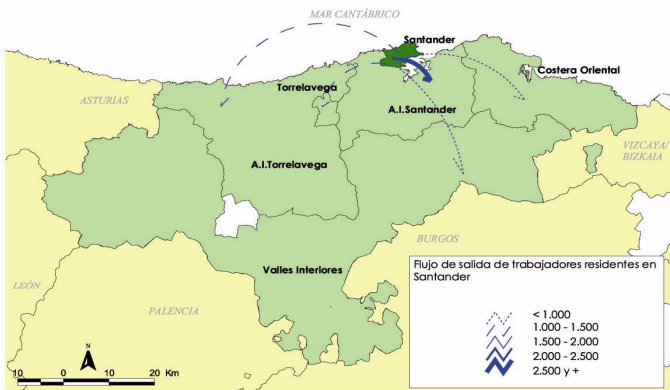 MAR CANTÁBRICO
Santander
Costera Oriental
Torrelavega
ASTURIAS
A.I.Santander
VIZCAYA/
BIZKAIA
A.I.Torrelavega
BURGOS
Valles Interiores
LEÓN
PALENCIA
Flujo de salida de trabajadores residentes en
Santander
< 1.000
1.000 - 1.500
1.500 - 2.000
2.000 - 2.500
2.500 y +
N
10 0 10 20 Km